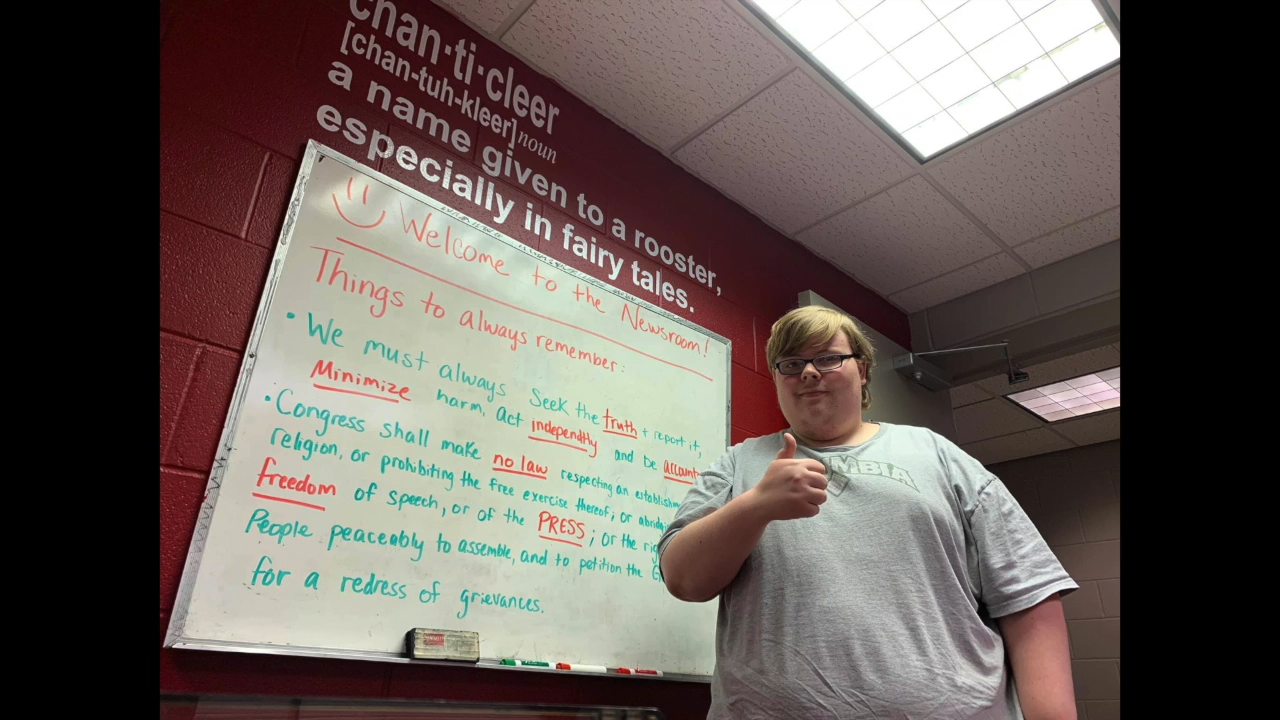 chan·ti·cleer
[chan-tuh-kleer] noun
a name given to a rooster,
especially in fairy tales.
Welcome to the Newsroom!
Things to always remember:
• We must always Seek the truth + report it,
Minimize harm, act independtly and be
• Congress shall make no law respecting an
religion, or prohibiting the free exercise thereof; or
freedom of speech, or of the PRESS; or the
People peaceably to assemble, and to petition the
for a redress of grievances.
MBIA